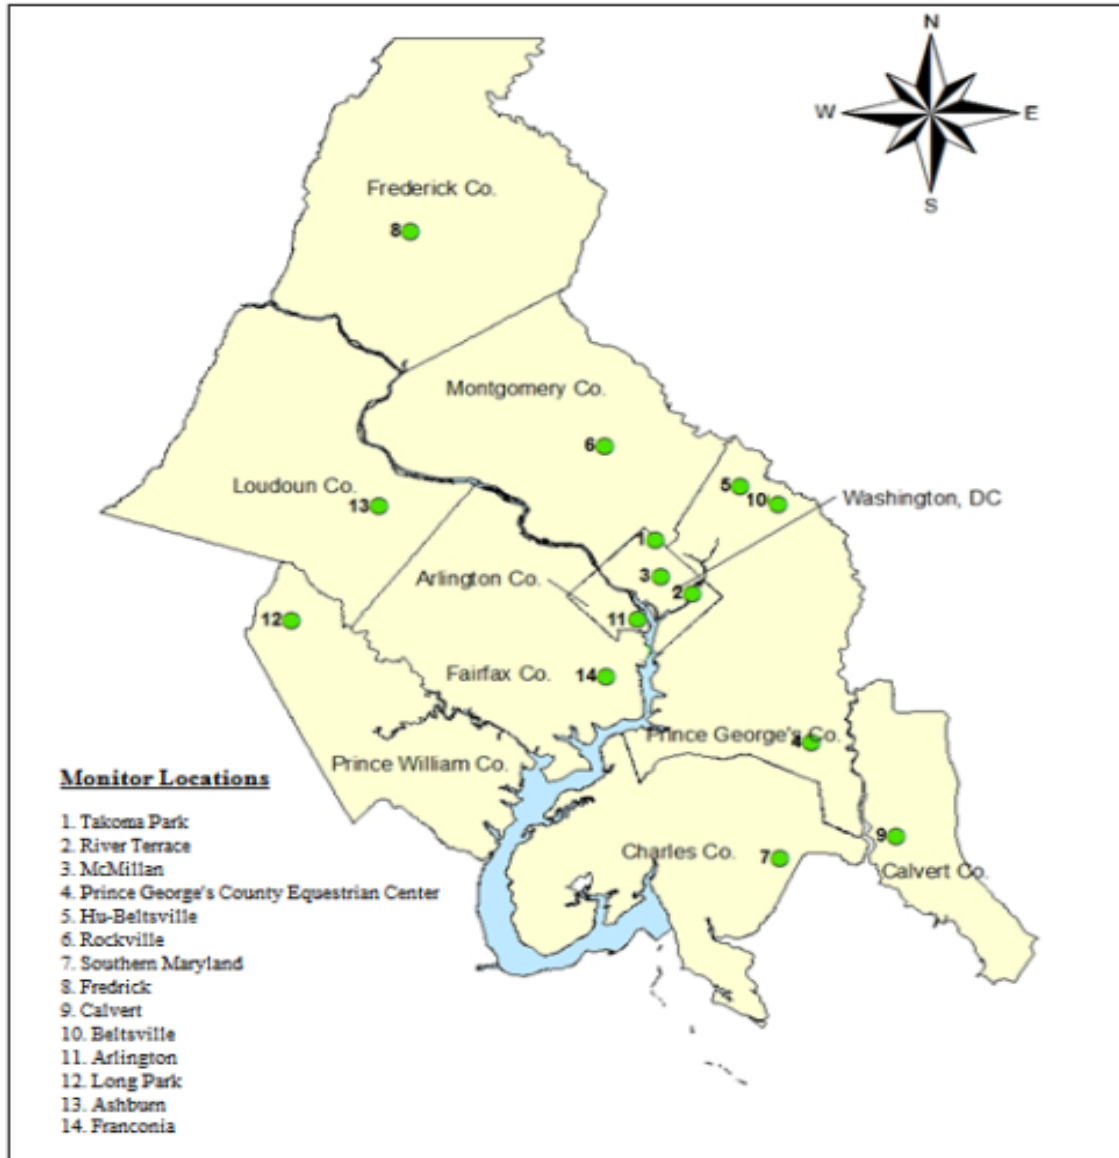 N
W E
S
Frederick Co.
8
Montgomery Co.
6
Loudoun Co.
13
5
10
Washington, DC
1
Arlington Co.
3
2
12
11
Fairfax Co.
14
Prince George's Co.
4
Prince William Co.
Charles Co.
7
9
Calvert Co.
Monitor Locations
1. Takoma Park
2. River Terrace
3. McMillan
4. Prince George's County Equestrian Center
5. Hu-Beltsville
6. Rockville
7. Southern Maryland
8. Fredrick
9. Calvert
10. Beltsville
11. Arlington
12. Long Park
13. Ashburn
14. Franconia